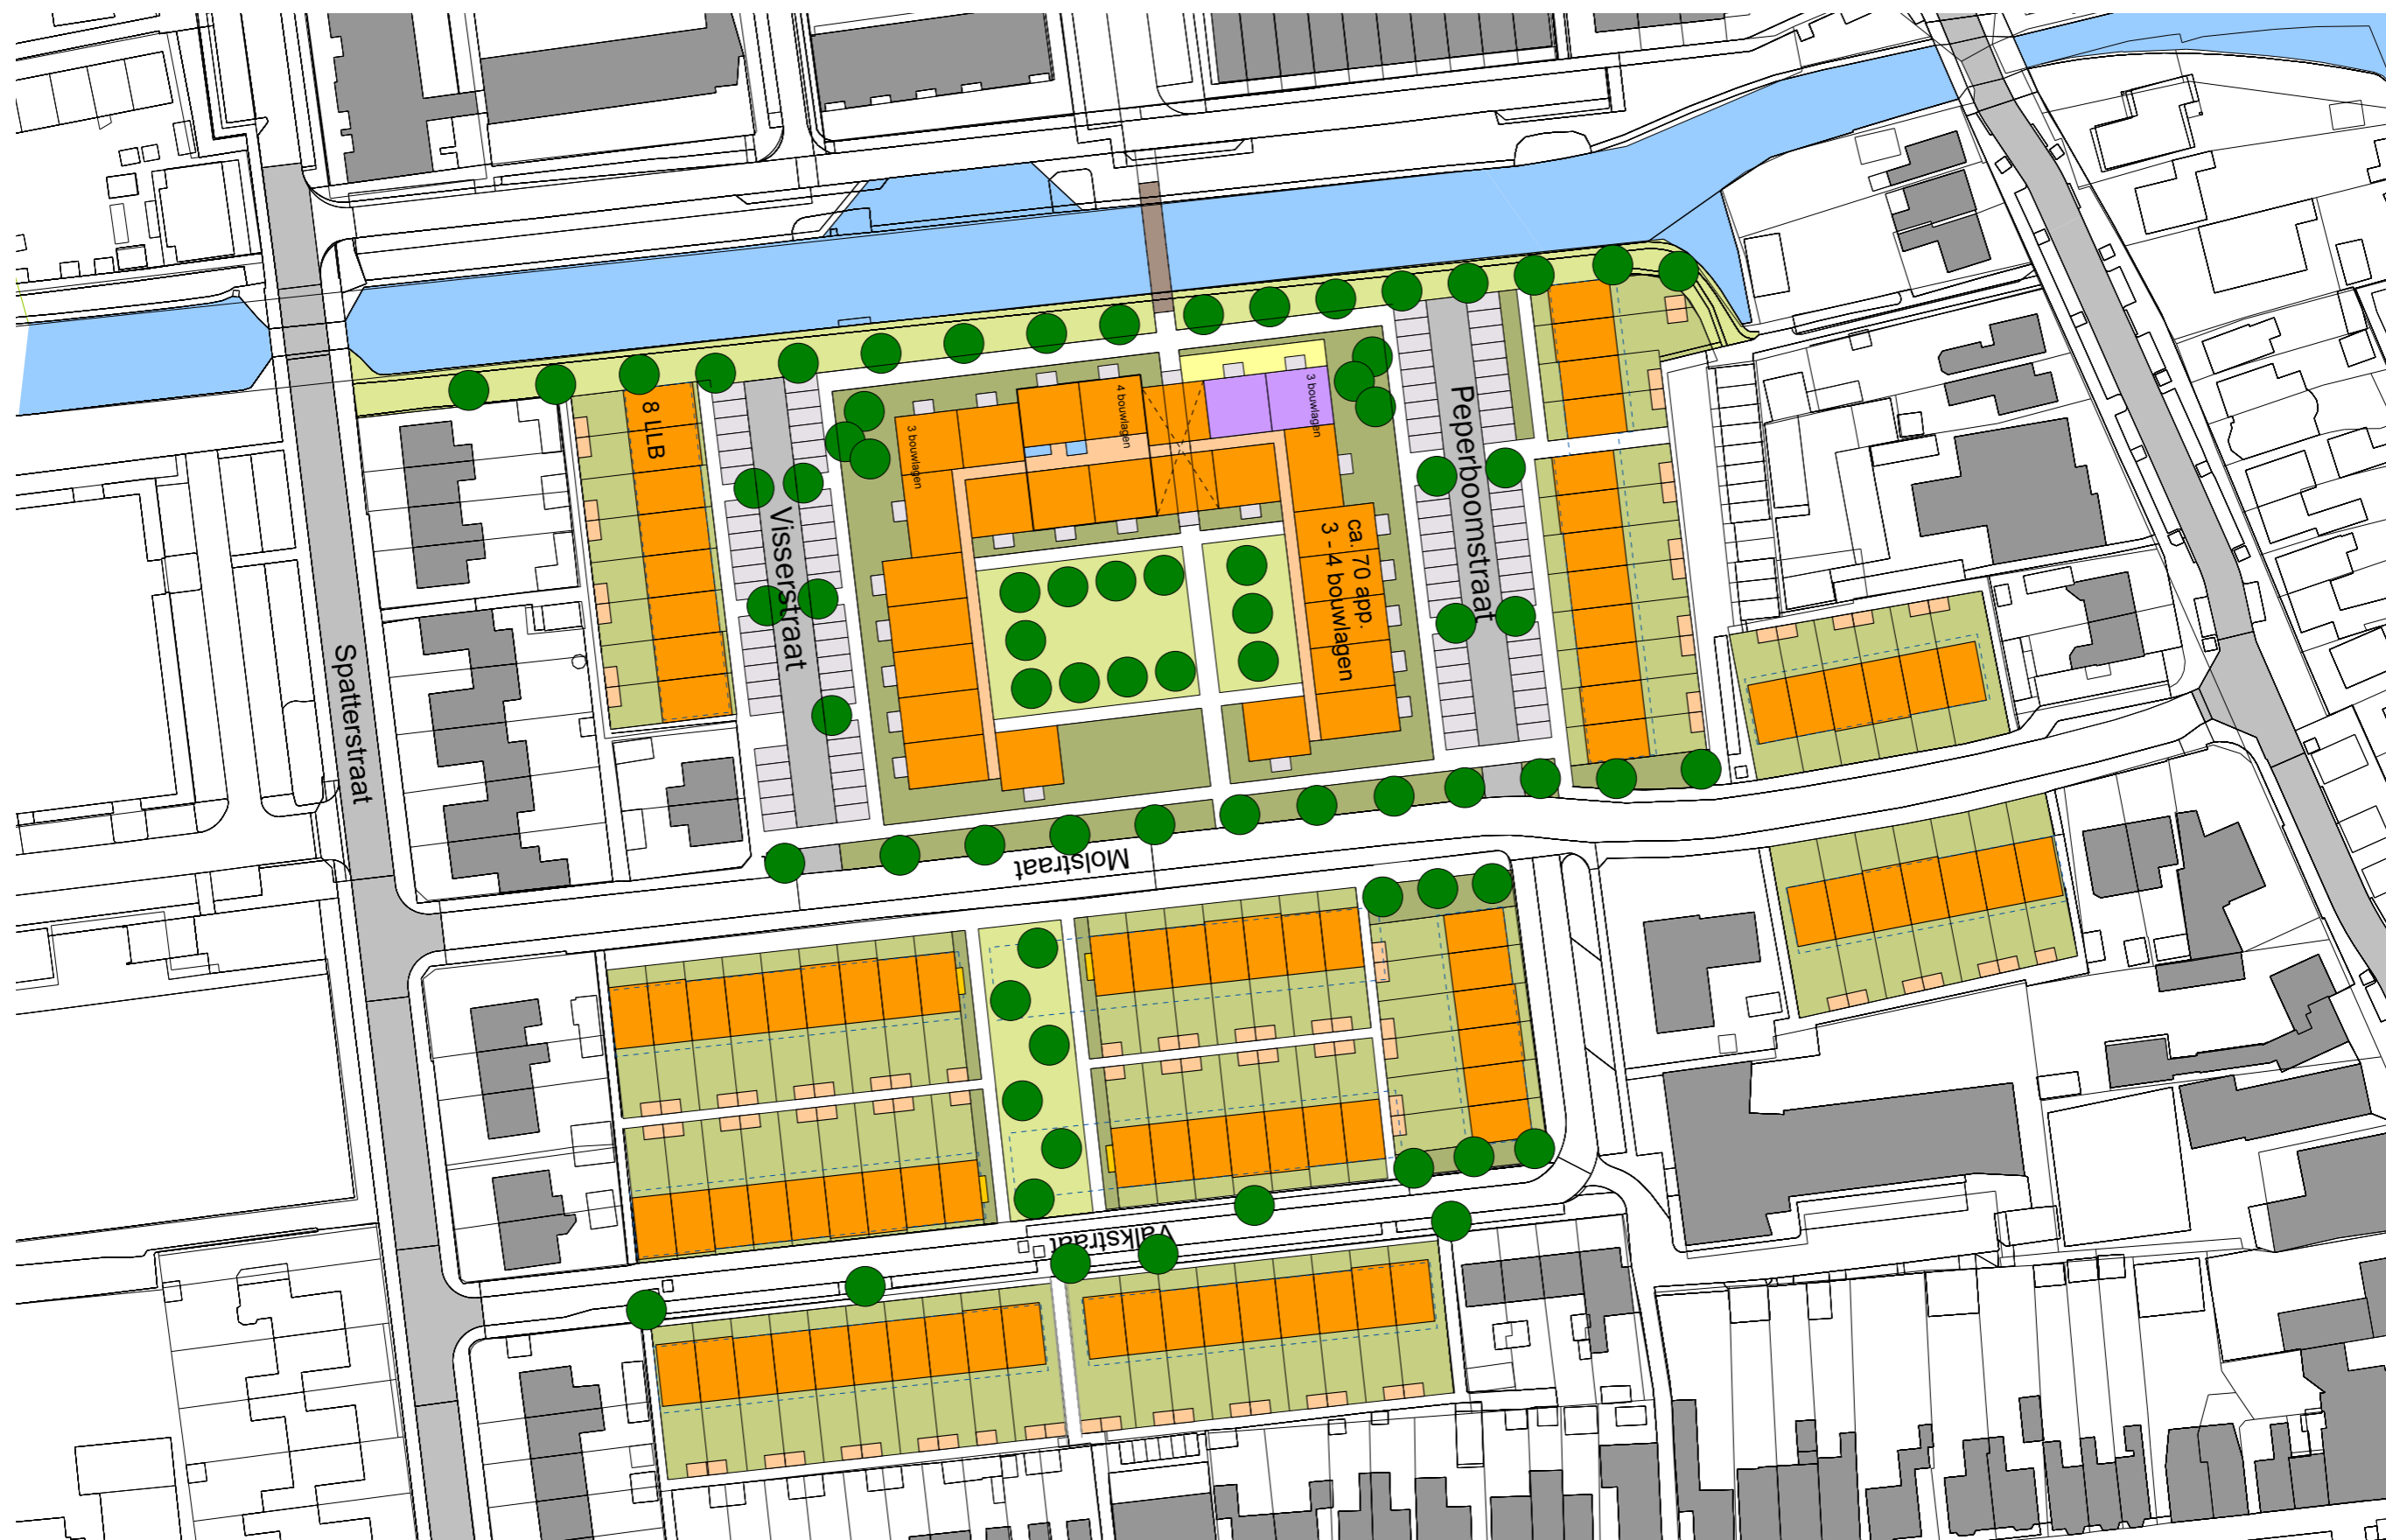 8 LLB
3 bouwlagen
4 bouwlagen
3 bouwlagen
Visserstraat
Peperboomstraat
ca. 70 app.
3 - 4 bouwlagen
Spatterstraat
Molstraat
Valkstraat